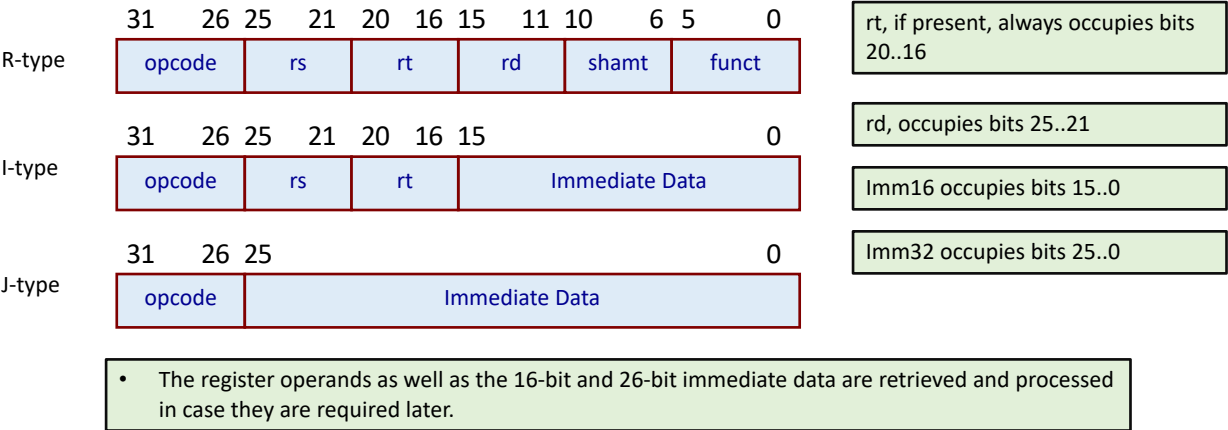 31 26 25 21 20 16 15 11 10 6 5 0
R-type opcode rs rt rd shamt funct
rt, if present, always occupies bits
20..16
rd, occupies bits 25..21
31 26 25 21 20 16 15 0
I-type opcode rs rt Immediate Data
Imm16 occupies bits 15..0
31 26 25 0
Imm32 occupies bits 25..0
J-type opcode Immediate Data
• The register operands as well as the 16-bit and 26-bit immediate data are retrieved and processed
in case they are required later.